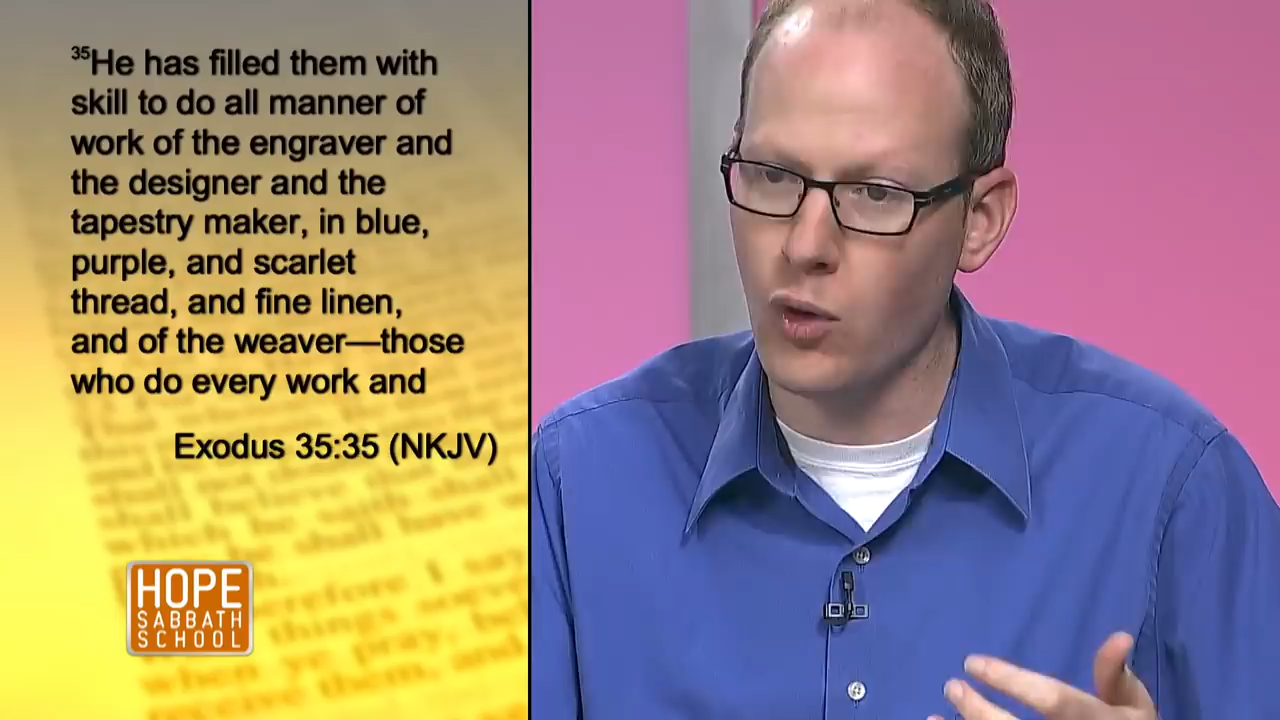 ³⁵He has filled them with
skill to do all manner of
work of the engraver and
the designer and the
tapestry maker, in blue,
purple, and scarlet
thread, and fine linen,
and of the weaver—those
who do every work and
Exodus 35:35 (NKJV)
HOPE
SABBATH
SCHOOL